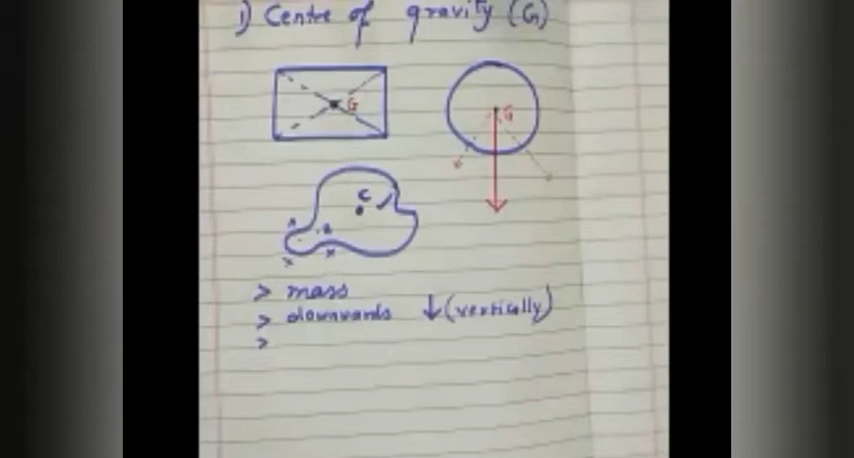 1) Centre of gravity (G)
G
G
C
A
B
x
x
> mass
> downwards ↓ (vertically)
>